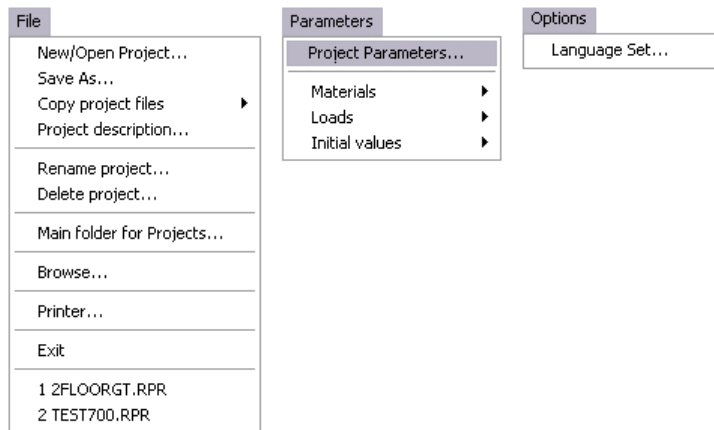 File
New/Open Project...
Save As...
Copy project files
Project description...
Rename project...
Delete project...
Main folder for Projects...
Browse...
Printer...
Exit
1 2FLOORGT.RPR
2 TEST700.RPR
Parameters
Project Parameters...
Materials
Loads
Initial values
Options
Language Set...